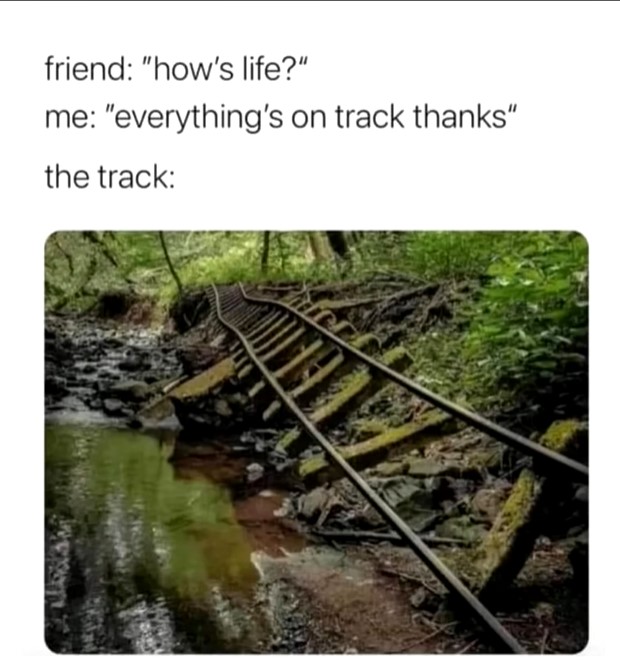 friend: "how's life?"
me: "everything's on track thanks"
the track: